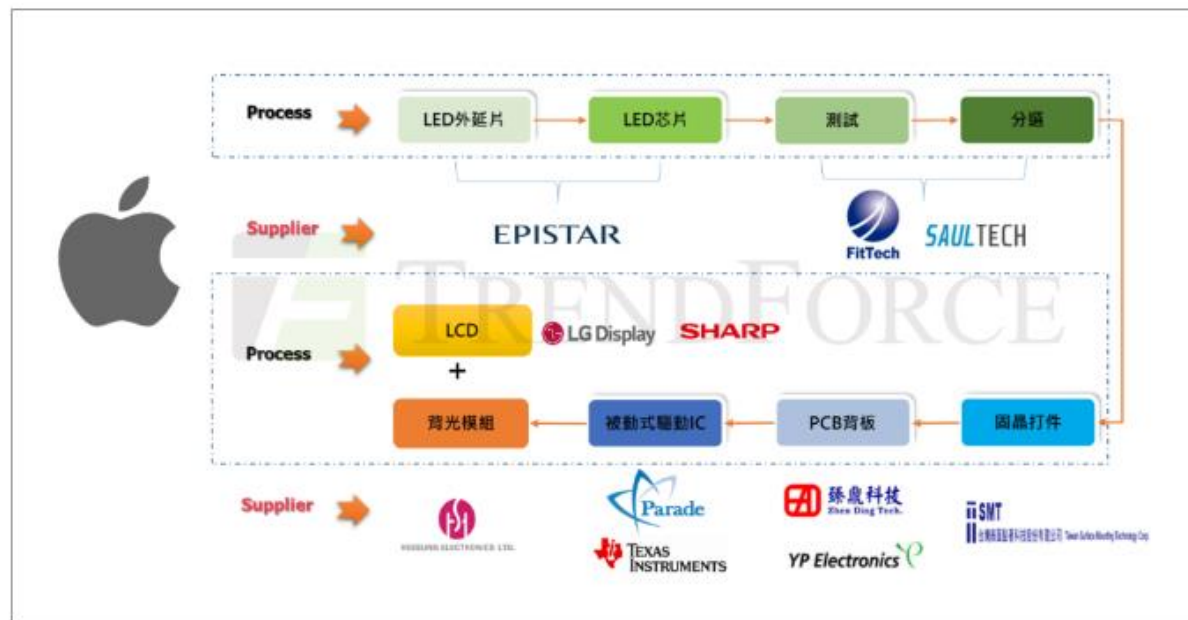 Process
LED外延片
LED芯片
測試
分選
Supplier
EPISTAR
FitTech
SAULTECH
TRENDFORCE
LCD
LG Display
SHARP
Process
+
背光模組
被動式驅動IC
PCB背板
固晶打件
Supplier
Parade
臻鼎科技
Zhen Ding Tech.
SMT
TEXAS
INSTRUMENTS
YP Electronics